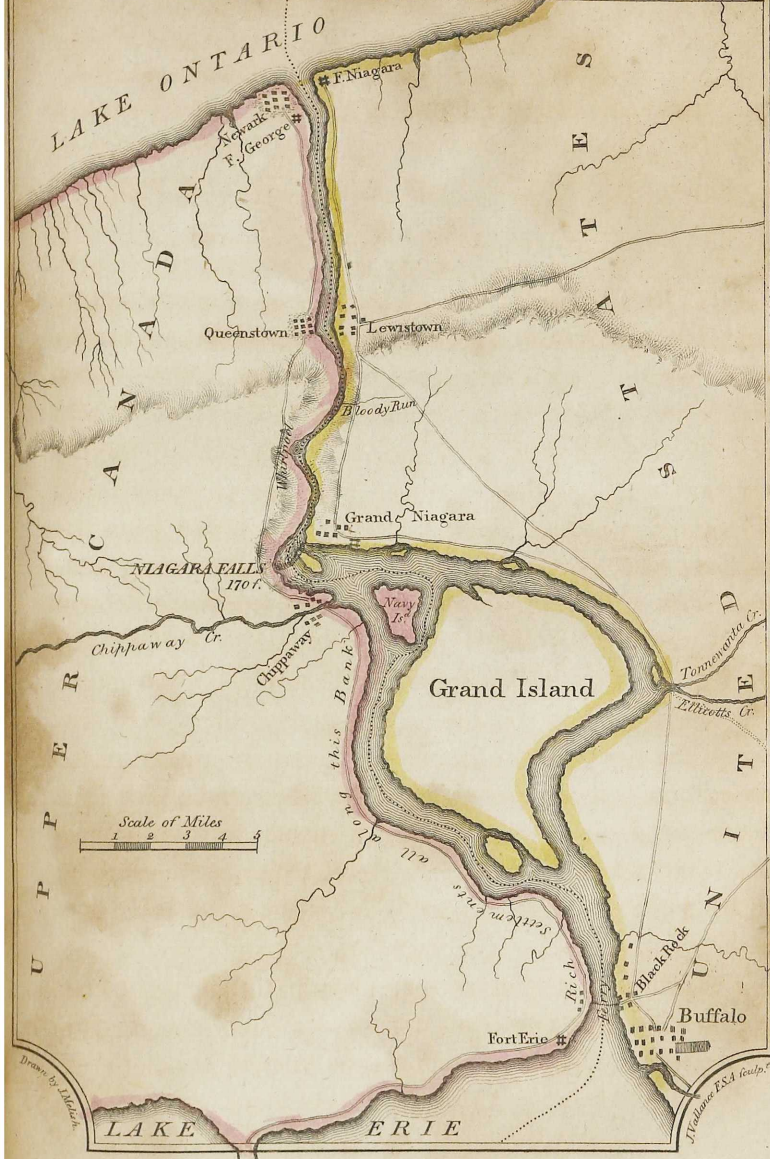 LAKE ONTARIO
F. Niagara
Newark
F. George
UPPER CANADA
UNITED STATES
Queenstown
Lewistown
Bloody Run
Whirlpool
Grand Niagara
NIAGARA FALLS
170 f.
Navy
Isd.
Chippaway Cr.
Chippaway
Tonnewanta Cr.
Grand Island
Ellicotts Cr.
Scale of Miles
1 2 3 4 5
Rich Settlements all along this Bank
Black Rock
Ferry
Buffalo
Fort Erie
LAKE ERIE
Drawn by J. Melish.
J. Vallance F.S.A sculpt.